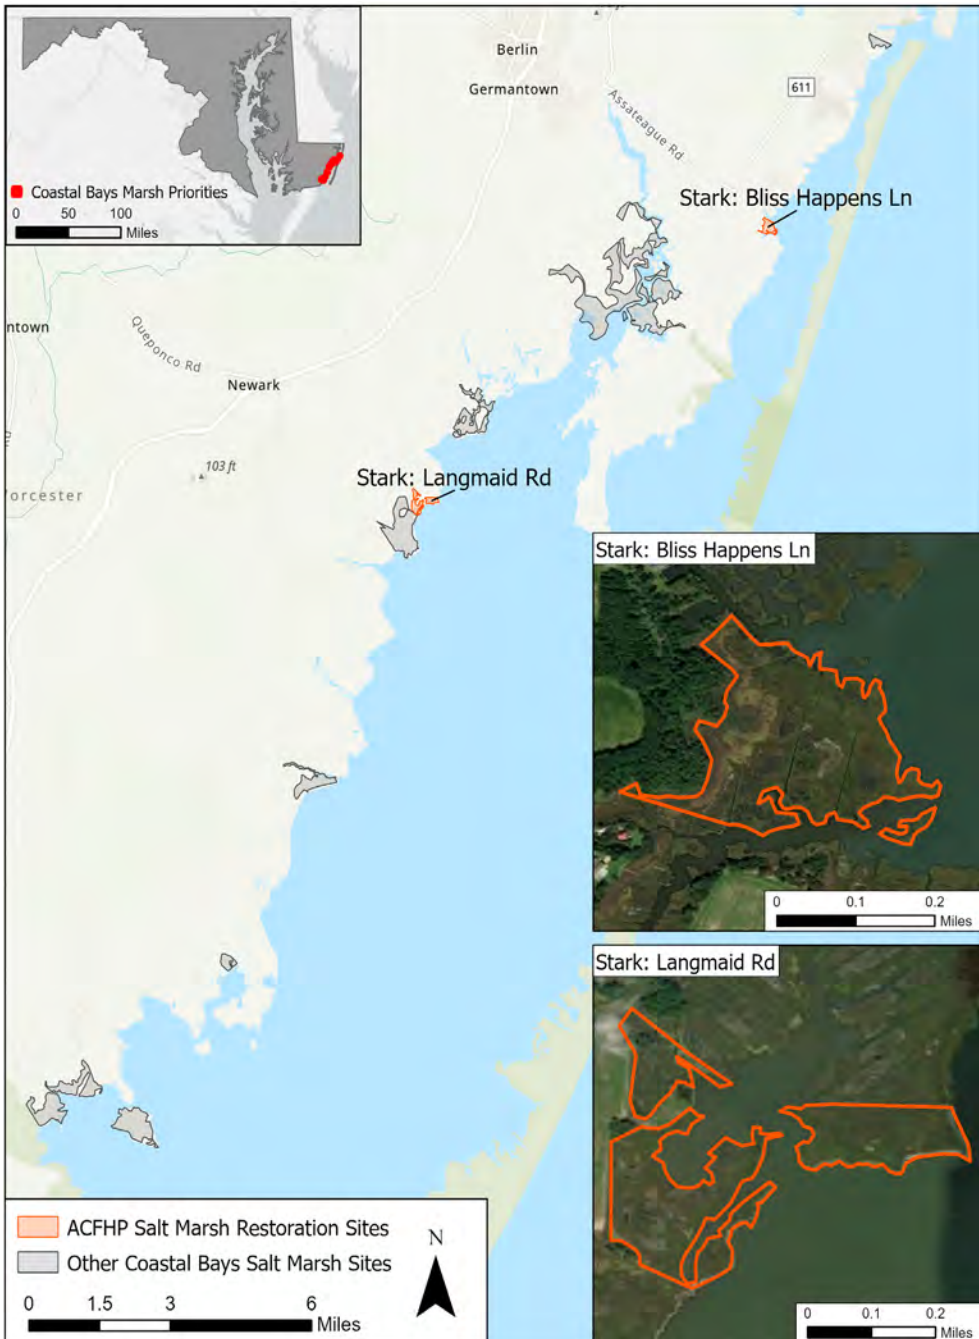 Berlin
Germantown
611
Assateague Rd
Coastal Bays Marsh Priorities
0 50 100
Miles
Stark: Bliss Happens Ln
ntown
Queponco Rd
Newark
103 ft
orcester
Stark: Langmaid Rd
Stark: Bliss Happens Ln
0 0.1 0.2
Miles
Stark: Langmaid Rd
0 0.1 0.2
Miles
ACFHP Salt Marsh Restoration Sites
Other Coastal Bays Salt Marsh Sites
N
0 1.5 3 6
Miles